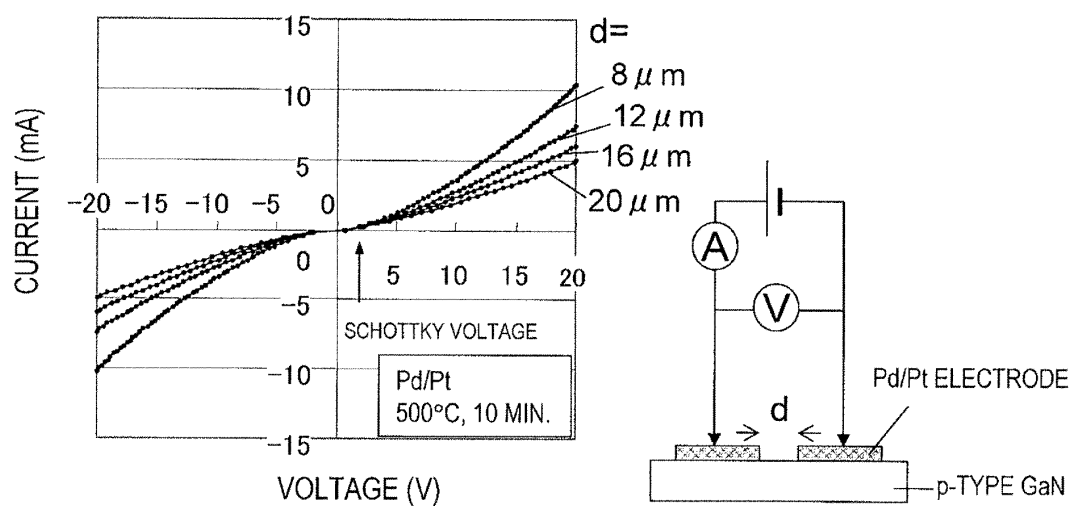 15
10
5
0
-5
-10
-15
-20 -15 -10 -5 0
5 10 15 20
CURRENT (mA)
VOLTAGE (V)
d=
8 μm
12 μm
16 μm
20 μm
SCHOTTKY VOLTAGE
Pd/Pt
500°C, 10 MIN.
A
V
Pd/Pt ELECTRODE
d
p-TYPE GaN